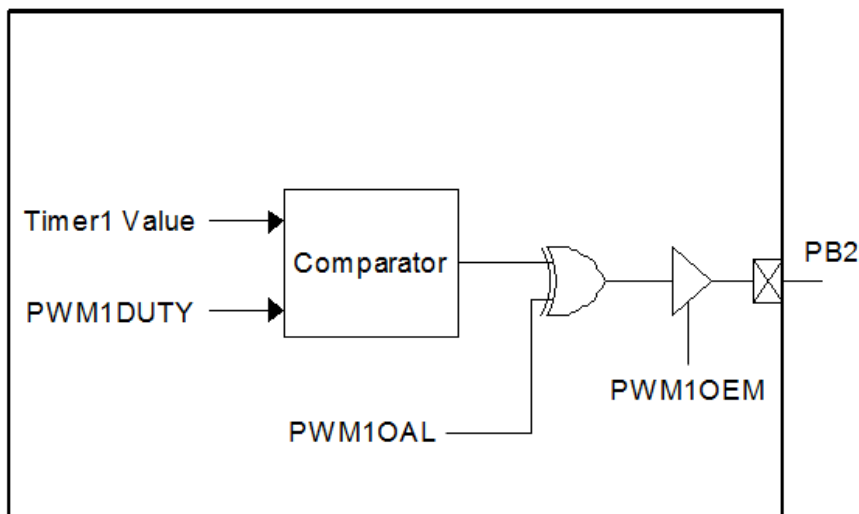 Timer1 Value
PB2
Comparator
PWM1DUTY
PWM1OEM
PWM1OAL